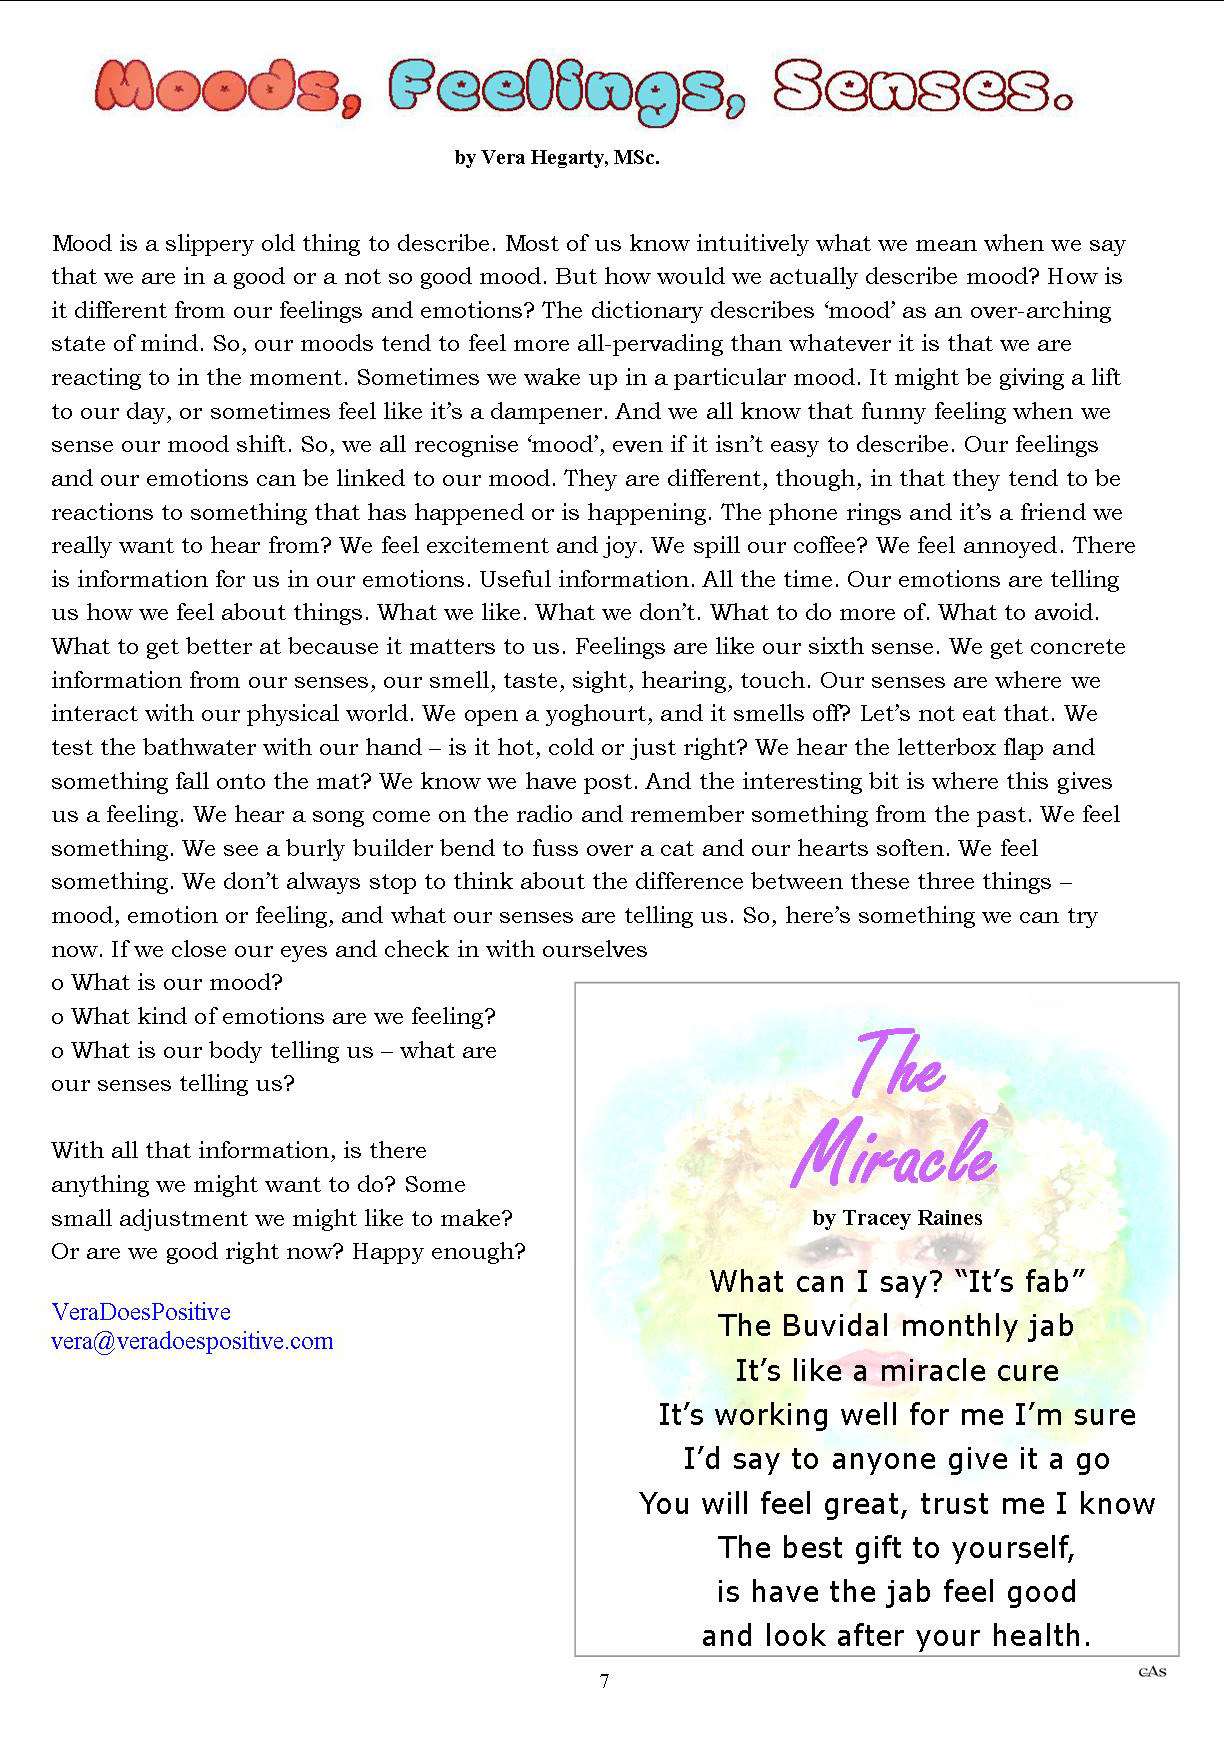 Moods, Feelings, Senses.
by Vera Hegarty, MSc.
Mood is a slippery old thing to describe. Most of us know intuitively what we mean when we say
that we are in a good or a not so good mood. But how would we actually describe mood? How is
it different from our feelings and emotions? The dictionary describes ‘mood’ as an over-arching
state of mind. So, our moods tend to feel more all-pervading than whatever it is that we are
reacting to in the moment. Sometimes we wake up in a particular mood. It might be giving a lift
to our day, or sometimes feel like it’s a dampener. And we all know that funny feeling when we
sense our mood shift. So, we all recognise ‘mood’, even if it isn’t easy to describe. Our feelings
and our emotions can be linked to our mood. They are different, though, in that they tend to be
reactions to something that has happened or is happening. The phone rings and it’s a friend we
really want to hear from? We feel excitement and joy. We spill our coffee? We feel annoyed. There
is information for us in our emotions. Useful information. All the time. Our emotions are telling
us how we feel about things. What we like. What we don’t. What to do more of. What to avoid.
What to get better at because it matters to us. Feelings are like our sixth sense. We get concrete
information from our senses, our smell, taste, sight, hearing, touch. Our senses are where we
interact with our physical world. We open a yoghourt, and it smells off? Let’s not eat that. We
test the bathwater with our hand – is it hot, cold or just right? We hear the letterbox flap and
something fall onto the mat? We know we have post. And the interesting bit is where this gives
us a feeling. We hear a song come on the radio and remember something from the past. We feel
something. We see a burly builder bend to fuss over a cat and our hearts soften. We feel
something. We don’t always stop to think about the difference between these three things –
mood, emotion or feeling, and what our senses are telling us. So, here’s something we can try
now. If we close our eyes and check in with ourselves
o What is our mood?
o What kind of emotions are we feeling?
o What is our body telling us – what are
our senses telling us?
With all that information, is there
anything we might want to do? Some
small adjustment we might like to make?
Or are we good right now? Happy enough?
VeraDoesPositive
vera@veradoespositive.com
The
Miracle
by Tracey Raines
What can I say? “It’s fab”
The Buvidal monthly jab
It’s like a miracle cure
It’s working well for me I’m sure
I’d say to anyone give it a go
You will feel great, trust me I know
The best gift to yourself,
is have the jab feel good
and look after your health.
cAs
7